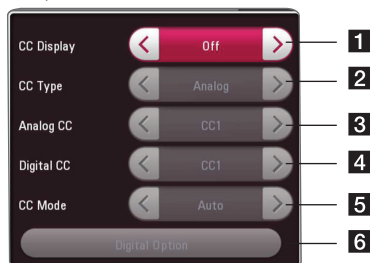 CC Display < Off > 1
CC Type < Analog > 2
Analog CC < CC1 > 3
Digital CC < CC1 > 4
CC Mode < Auto > 5
Digital Option 6